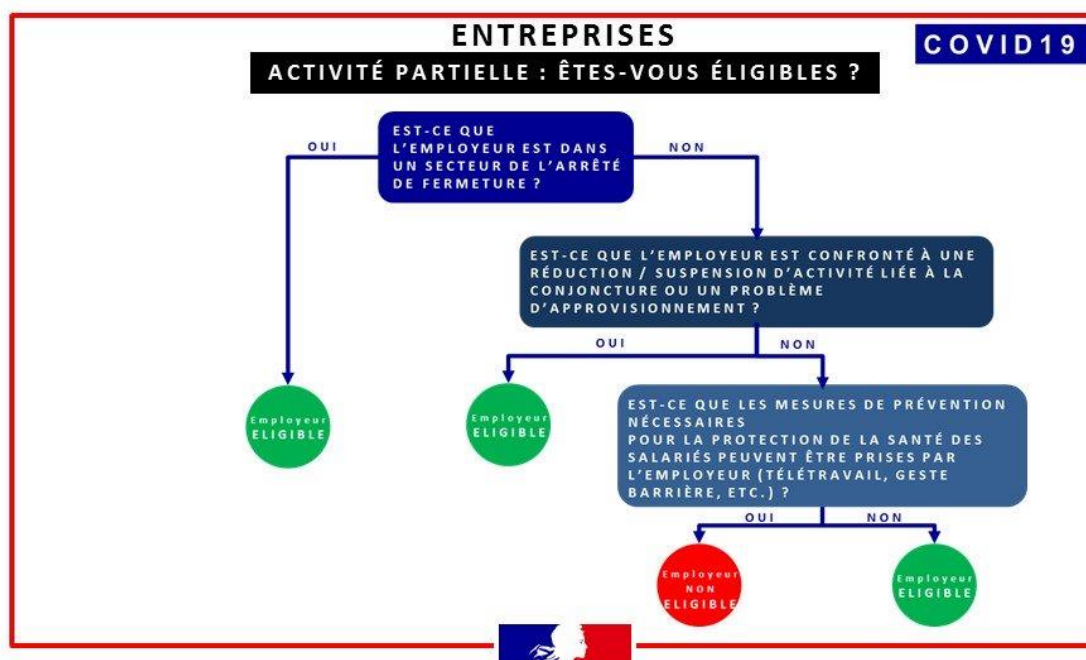 ENTREPRISES
COVID19
ACTIVITÉ PARTIELLE : ÊTES-VOUS ÉLIGIBLES ?
EST-CE QUE
L'EMPLOYEUR EST DANS
UN SECTEUR DE L'ARRÊTÉ
DE FERMETURE ?
OUI
NON
EST-CE QUE L'EMPLOYEUR EST CONFRONTÉ À UNE
RÉDUCTION / SUSPENSION D'ACTIVITÉ LIÉE À LA
CONJONCTURE OU UN PROBLÈME
D'APPROVISIONNEMENT ?
OUI
NON
Employeur
ELIGIBLE
Employeur
ELIGIBLE
EST-CE QUE LES MESURES DE PRÉVENTION
NÉCESSAIRES
POUR LA PROTECTION DE LA SANTÉ DES
SALARIÉS PEUVENT ÊTRE PRISES PAR
L'EMPLOYEUR (TÉLÉTRAVAIL, GESTE
BARRIÈRE, ETC.) ?
OUI
NON
Employeur
NON
ELIGIBLE
Employeur
ELIGIBLE